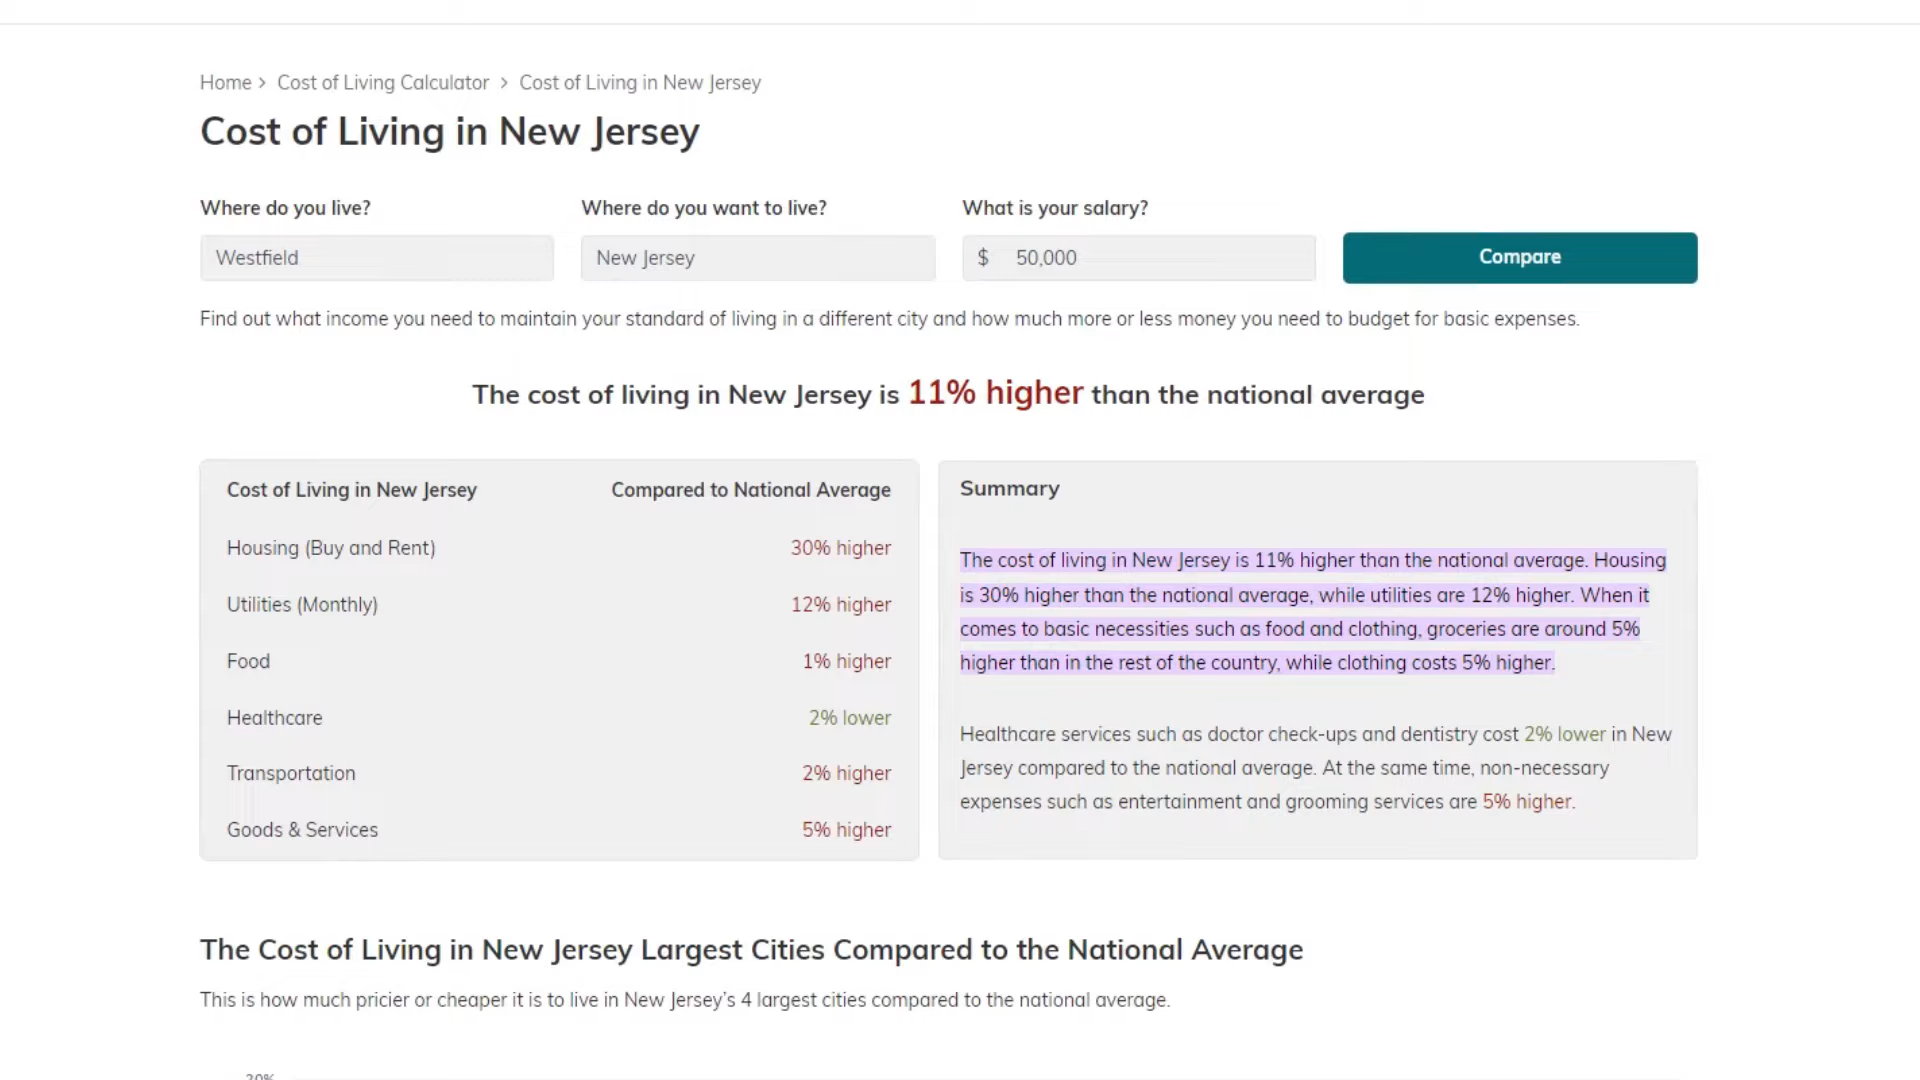 Home > Cost of Living Calculator > Cost of Living in New Jersey
Cost of Living in New Jersey
Where do you live?
Where do you want to live?
What is your salary?
Westfield
New Jersey
$ 50,000
Compare
Find out what income you need to maintain your standard of living in a different city and how much more or less money you need to budget for basic expenses.
The cost of living in New Jersey is 11% higher than the national average
Cost of Living in New Jersey Compared to National Average
Housing (Buy and Rent) 30% higher
Utilities (Monthly) 12% higher
Food 1% higher
Healthcare 2% lower
Transportation 2% higher
Goods & Services 5% higher
Summary
The cost of living in New Jersey is 11% higher than the national average. Housing
is 30% higher than the national average, while utilities are 12% higher. When it
comes to basic necessities such as food and clothing, groceries are around 5%
higher than in the rest of the country, while clothing costs 5% higher.
Healthcare services such as doctor check-ups and dentistry cost 2% lower in New
Jersey compared to the national average. At the same time, non-necessary
expenses such as entertainment and grooming services are 5% higher.
The Cost of Living in New Jersey Largest Cities Compared to the National Average
This is how much pricier or cheaper it is to live in New Jersey’s 4 largest cities compared to the national average.